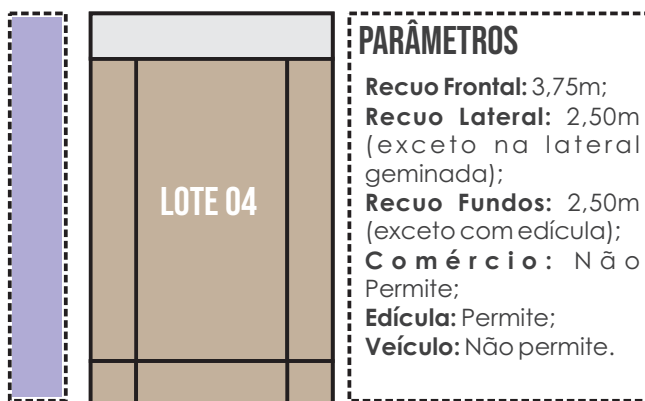 PARÂMETROS
Recuo Frontal: 3,75m;
Recuo Lateral: 2,50m
(exceto na lateral
geminada);
Recuo Fundos: 2,50m
(exceto com edícula);
Comércio: Não
Permite;
Edícula: Permite;
Veículo: Não permite.
LOTE 04